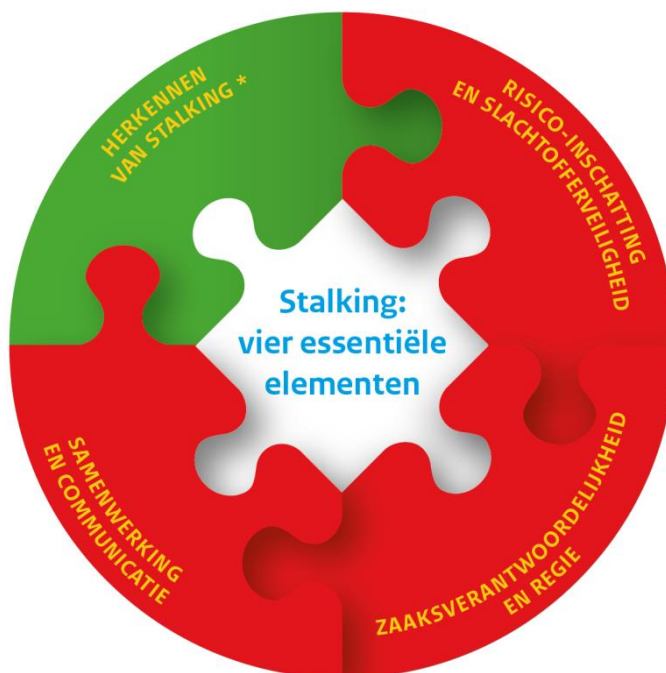 HERKENNEN
VAN STALKING *
RISICO-INSCHATTING
EN SLACHTOFFERVEILIGHEID
Stalking:
vier essentiële
elementen
SAMENWERKING
EN COMMUNICATIE
ZAAKSVERANTWOORDELIJKHEID
EN REGIE